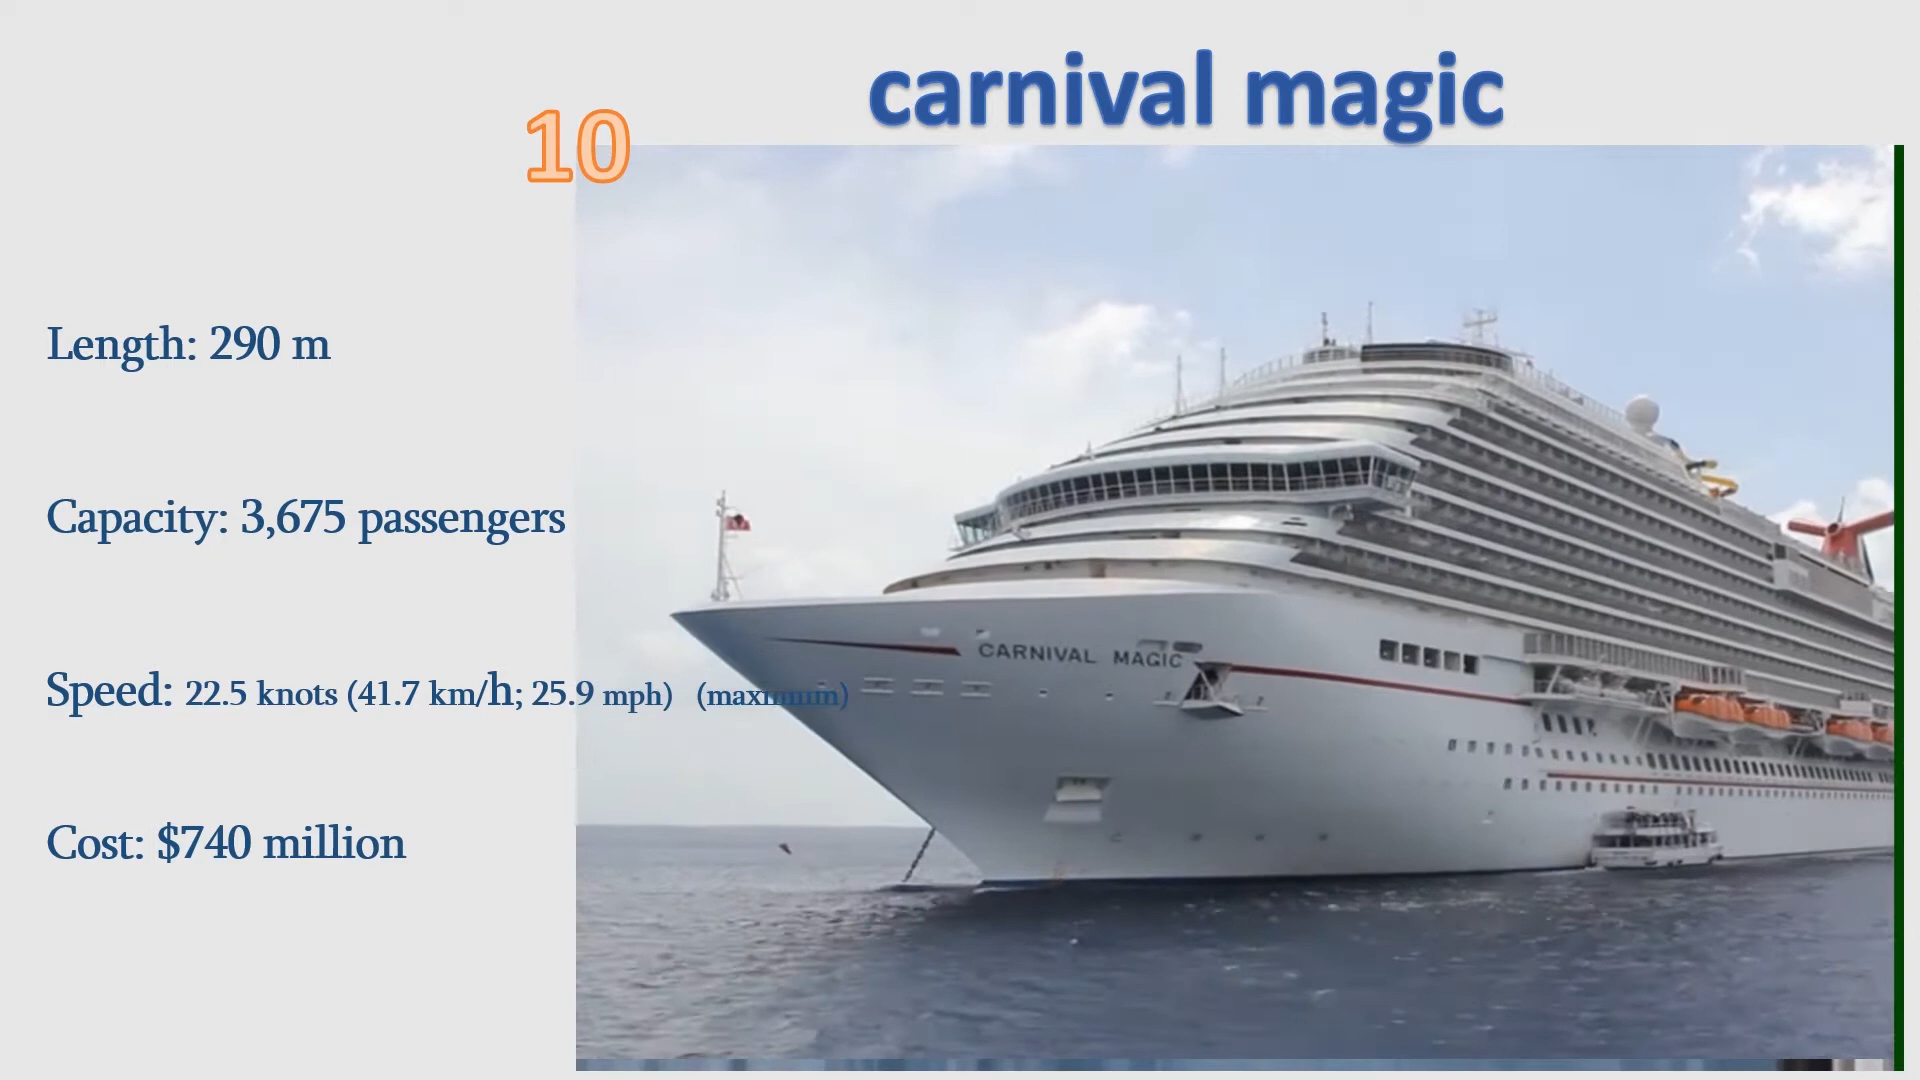 carnival magic
10
Length: 290 m
Capacity: 3,675 passengers
CARNIVAL MAGIC
Speed: 22.5 knots (41.7 km/h; 25.9 mph) (maximum)
Cost: $740 million